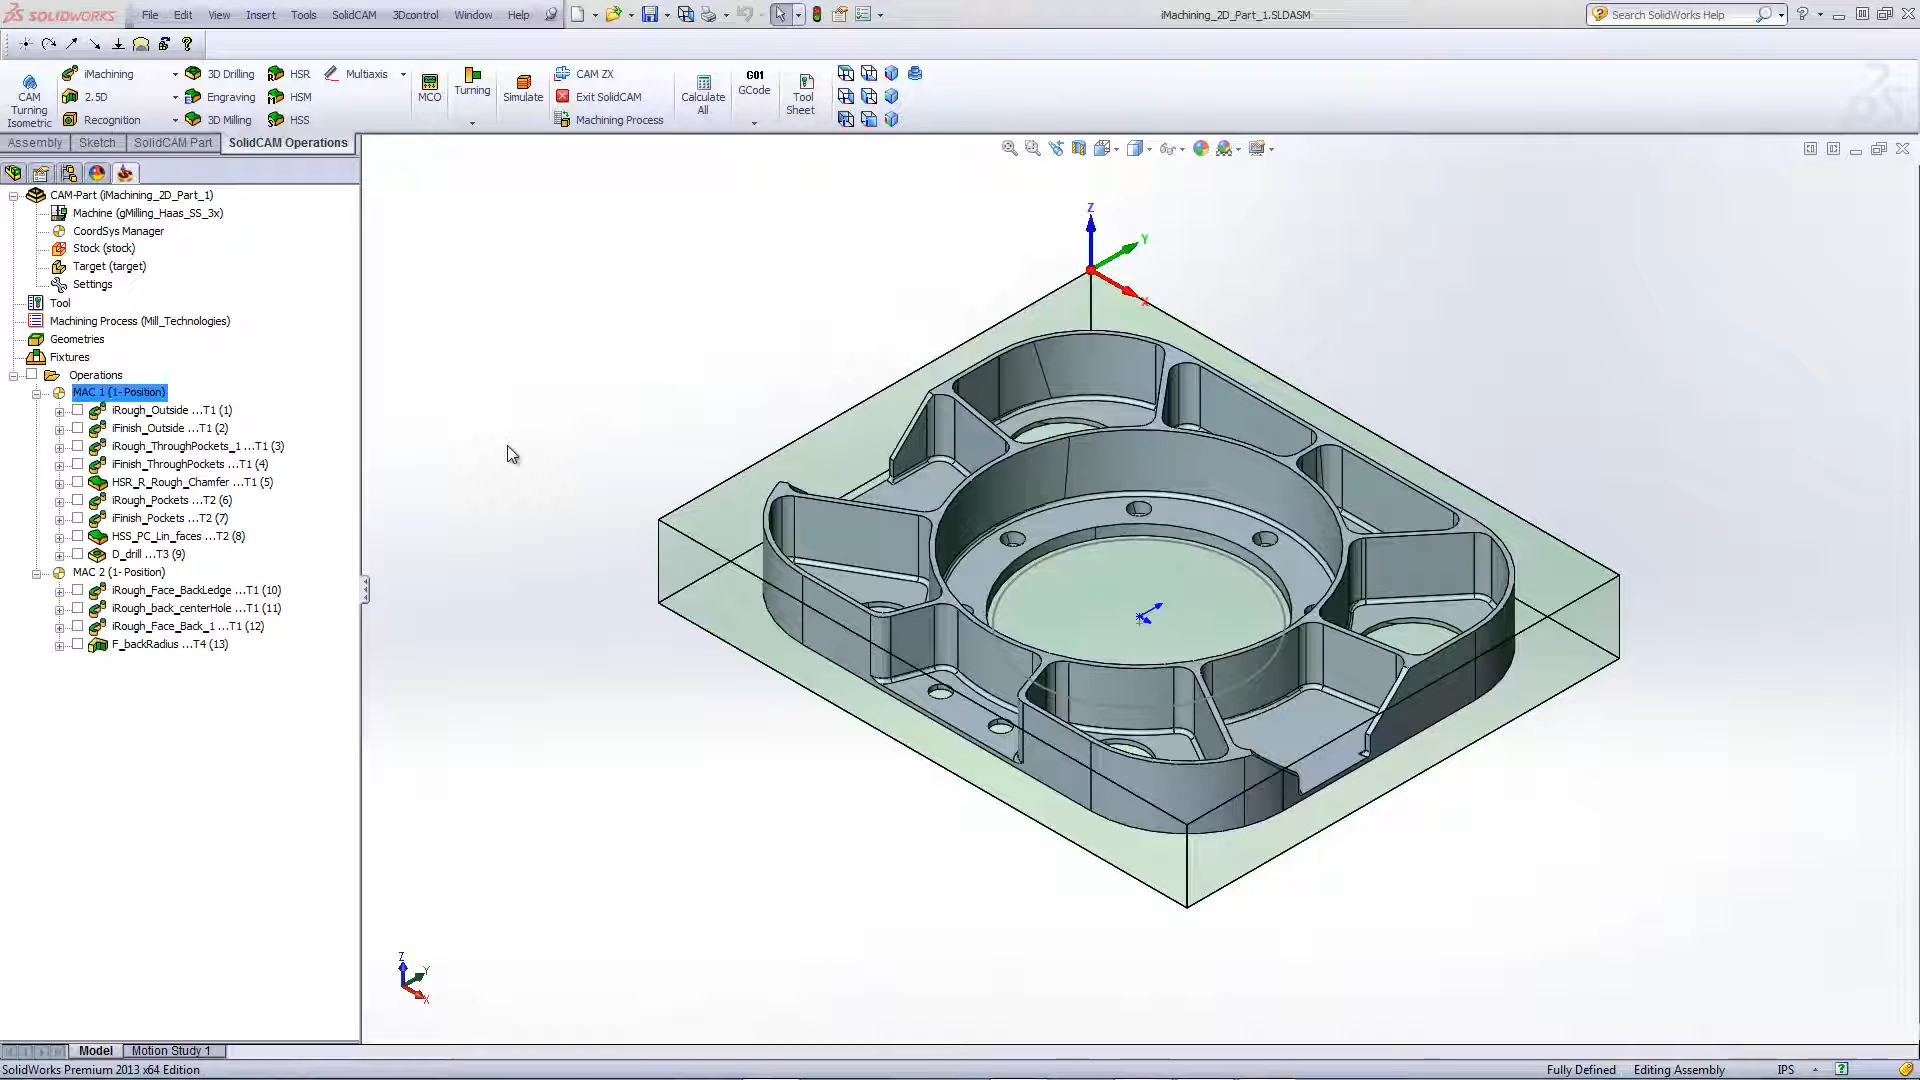 SOLIDWORKS File Edit View Insert Tools SolidCAM 3Dcontrol Window Help iMachining_2D_Part_1.SLDASM Search SolidWorks Help
iMachining 3D Drilling HSR Multiaxis CAM ZX
CAM Turning Isometric 2.5D Engraving HSM MCO Turning Simulate Exit SolidCAM Calculate All G01 GCode Tool Sheet
Recognition 3D Milling HSS Machining Process
Assembly Sketch SolidCAM Part SolidCAM Operations
CAM-Part (iMachining_2D_Part_1)
Machine (gMilling_Haas_SS_3x)
CoordSys Manager
Stock (stock)
Target (target)
Settings
Tool
Machining Process (Mill_Technologies)
Geometries
Fixtures
Operations
MAC 1 (1- Position)
iRough_Outside ...T1 (1)
iFinish_Outside ...T1 (2)
iRough_ThroughPockets_1 ...T1 (3)
iFinish_ThroughPockets ...T1 (4)
HSR_R_Rough_Chamfer ...T1 (5)
iRough_Pockets ...T2 (6)
iFinish_Pockets ...T2 (7)
HSS_PC_Lin_faces ...T2 (8)
D_drill ...T3 (9)
MAC 2 (1- Position)
iRough_Face_BackLedge ...T1 (10)
iRough_back_centerHole ...T1 (11)
iRough_Face_Back_1 ...T1 (12)
F_backRadius ...T4 (13)
Z
Y
X
Z
Y
X
Model Motion Study 1
SolidWorks Premium 2013 x64 Edition Fully Defined Editing Assembly IPS